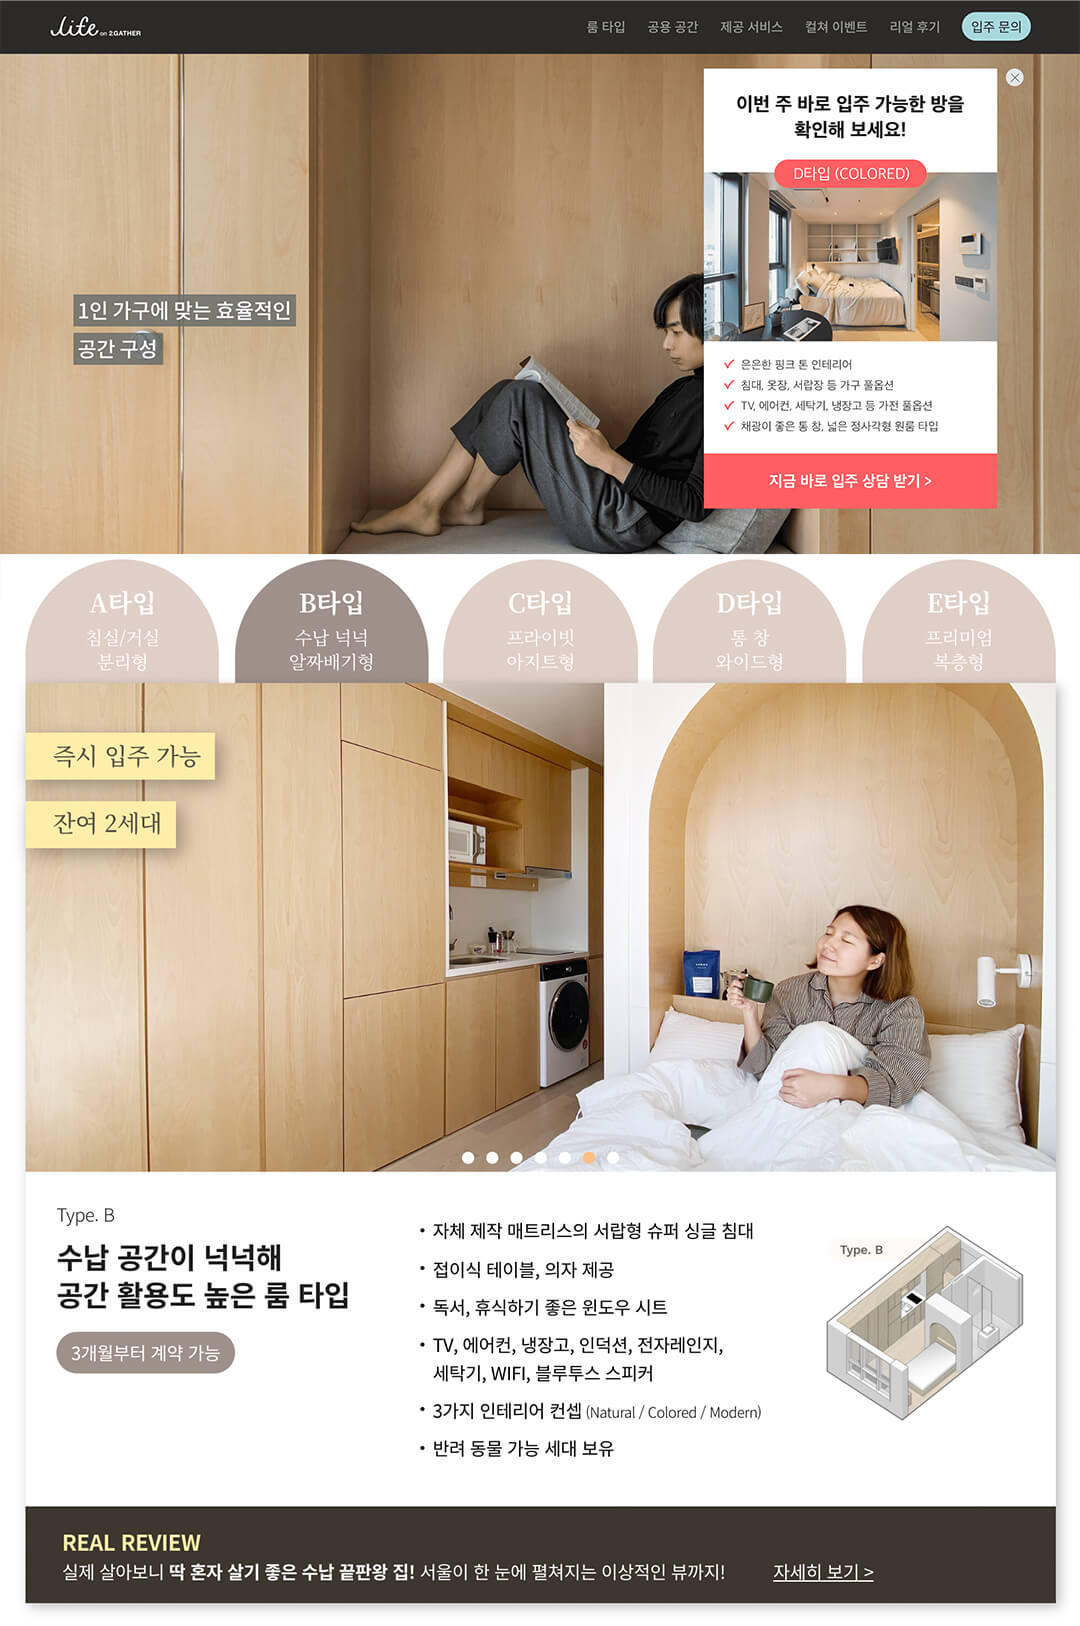 Life on 2.GATHER
룸 타입 공용 공간 제공 서비스 컬쳐 이벤트 리얼 후기 입주 문의
이번 주 바로 입주 가능한 방을
확인해 보세요!
D타입 (COLORED)
1인 가구에 맞는 효율적인
공간 구성
은은한 핑크 톤 인테리어
침대, 옷장, 서랍장 등 가구 풀옵션
TV, 에어컨, 세탁기, 냉장고 등 가전 풀옵션
채광이 좋은 통 창, 넓은 정사각형 원룸 타입
지금 바로 입주 상담 받기 >
A타입
침실/거실
분리형
B타입
수납 넉넉
알짜배기형
C타입
프라이빗
아지트형
D타입
통 창
와이드형
E타입
프리미엄
복층형
즉시 입주 가능
잔여 2세대
Type. B
수납 공간이 넉넉해
공간 활용도 높은 룸 타입
3개월부터 계약 가능
• 자체 제작 매트리스의 서랍형 슈퍼 싱글 침대
• 접이식 테이블, 의자 제공
• 독서, 휴식하기 좋은 윈도우 시트
• TV, 에어컨, 냉장고, 인덕션, 전자레인지,
세탁기, WIFI, 블루투스 스피커
• 3가지 인테리어 컨셉 (Natural / Colored / Modern)
• 반려 동물 가능 세대 보유
Type. B
REAL REVIEW
실제 살아보니 딱 혼자 살기 좋은 수납 끝판왕 집! 서울이 한 눈에 펼쳐지는 이상적인 뷰까지! 자세히 보기 >